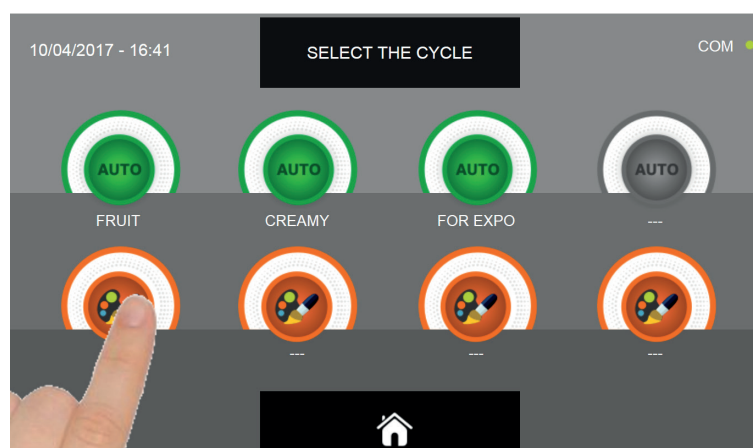 10/04/2017 - 16:41
SELECT THE CYCLE
COM
AUTO
AUTO
AUTO
AUTO
FRUIT
CREAMY
FOR EXPO
---
---
---
---